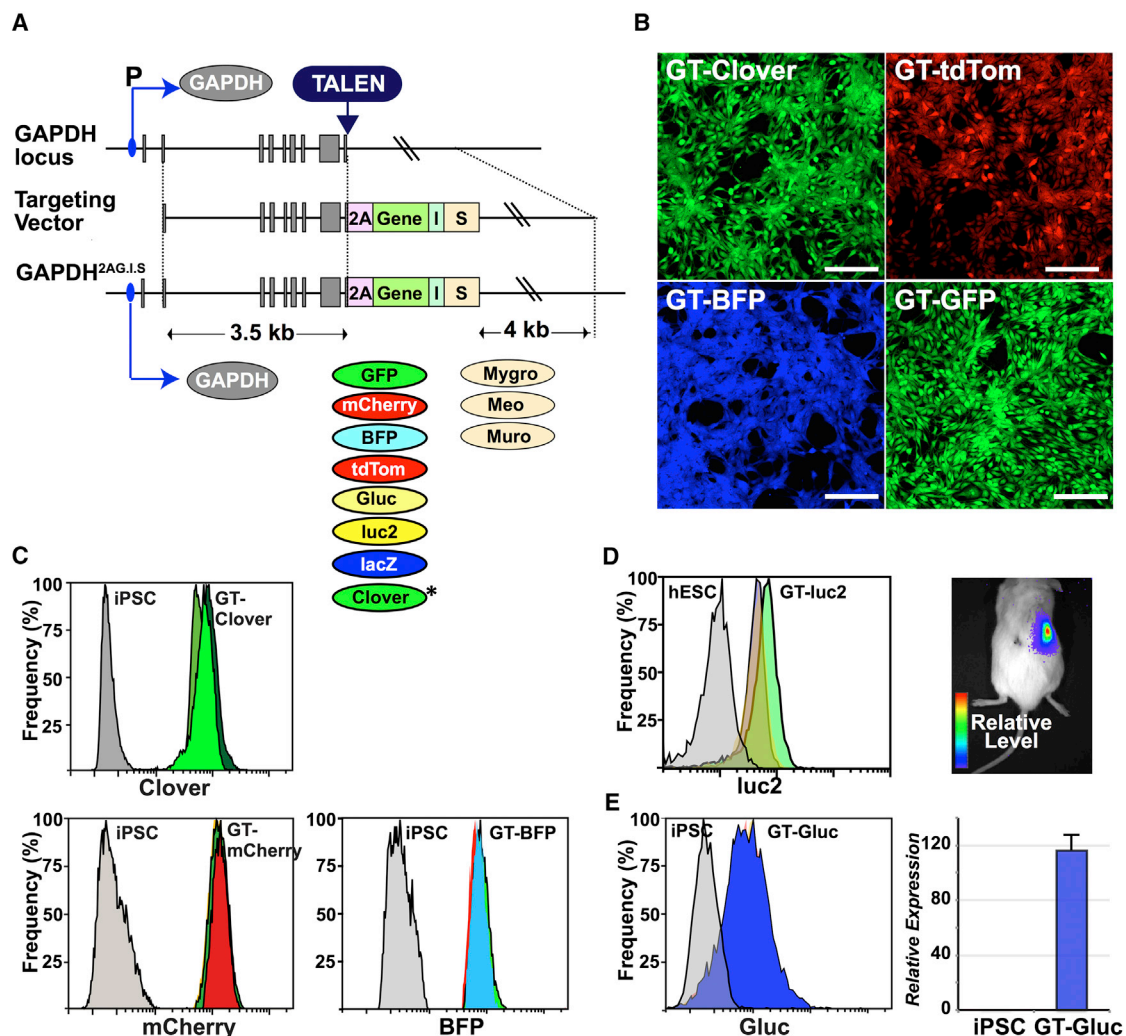 A
P
GAPDH
TALEN
GAPDH
locus
Targeting
Vector
2A Gene I S
GAPDH2AG.I.S
2A Gene I S
3.5 kb
4 kb
GAPDH
GFP
mCherry
BFP
tdTom
Gluc
luc2
lacZ
Clover*
Mygro
Meo
Muro
B
GT-Clover
GT-tdTom
GT-BFP
GT-GFP
C
Frequency (%)
100
75
50
25
iPSC
GT-
Clover
Clover
Frequency (%)
100
75
50
25
iPSC
GT-
mCherry
mCherry
Frequency (%)
100
75
50
25
iPSC
GT-BFP
BFP
D
Frequency (%)
100
75
50
25
hESC
GT-luc2
luc2
Relative
Level
E
Frequency (%)
100
75
50
25
iPSC
GT-Gluc
Gluc
Relative Expression
120
80
40
0
iPSC GT-Gluc